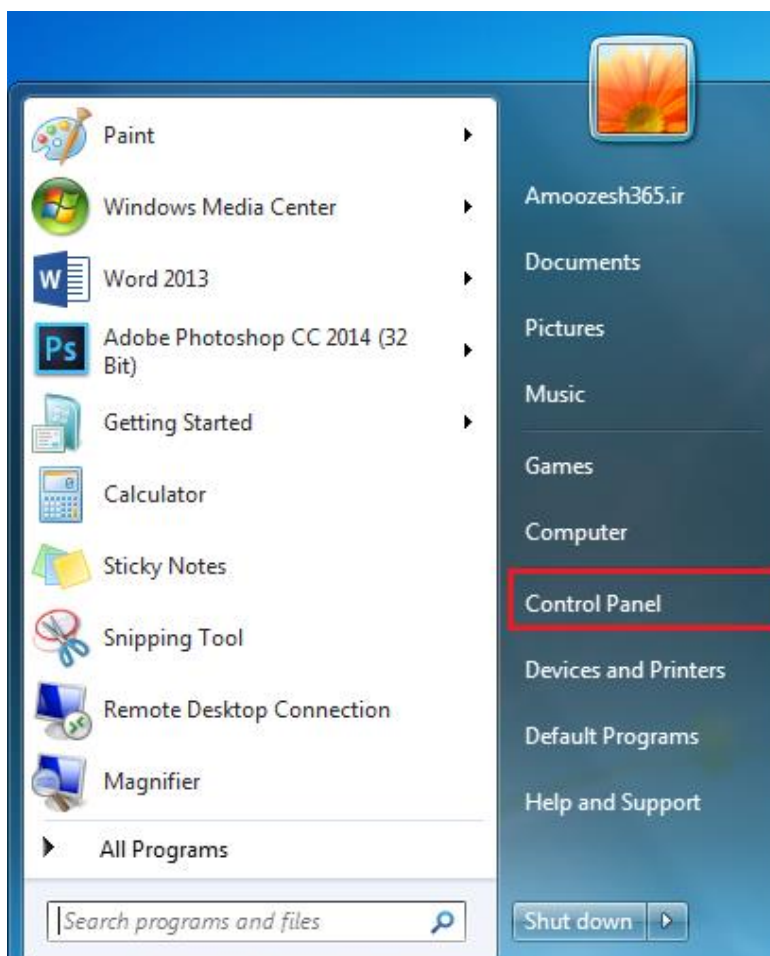 Paint
Windows Media Center
W
Word 2013
Ps
Adobe Photoshop CC 2014 (32
Bit)
Getting Started
Calculator
Sticky Notes
Snipping Tool
Remote Desktop Connection
Magnifier
All Programs
Search programs and files
Amoozesh365.ir
Documents
Pictures
Music
Games
Computer
Control Panel
Devices and Printers
Default Programs
Help and Support
Shut down